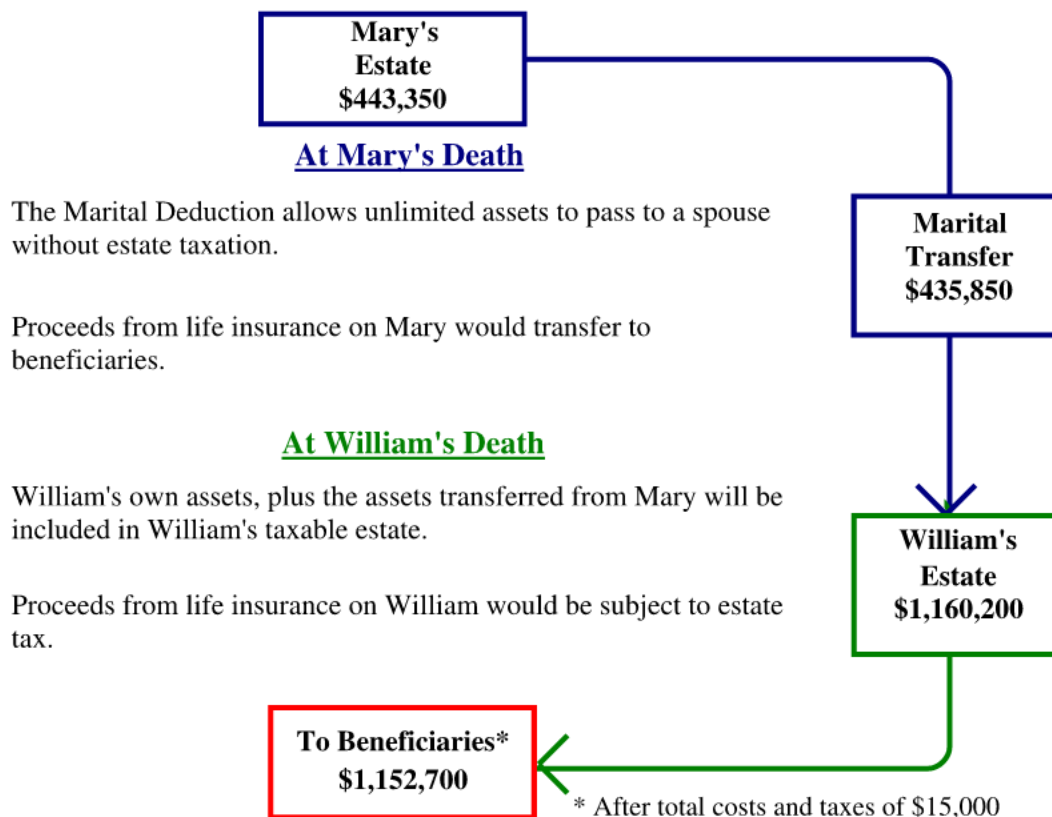 Mary's
Estate
$443,350
At Mary's Death
The Marital Deduction allows unlimited assets to pass to a spouse
without estate taxation.
Marital
Transfer
$435,850
Proceeds from life insurance on Mary would transfer to
beneficiaries.
At William's Death
William's own assets, plus the assets transferred from Mary will be
included in William's taxable estate.
William's
Estate
$1,160,200
Proceeds from life insurance on William would be subject to estate
tax.
To Beneficiaries*
$1,152,700
* After total costs and taxes of $15,000